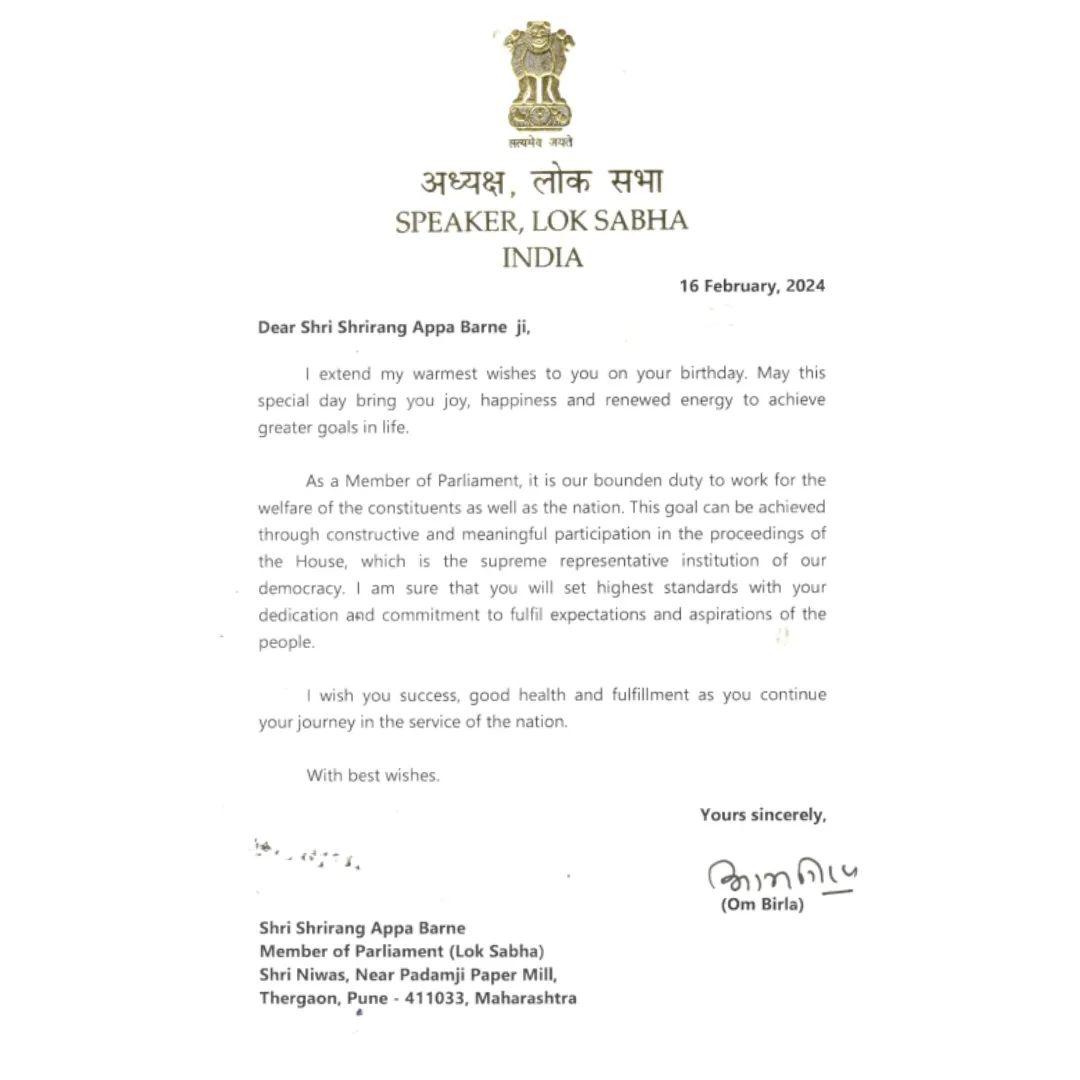 सत्यमेव जयते
अध्यक्ष, लोक सभा
SPEAKER, LOK SABHA
INDIA
16 February, 2024
Dear Shri Shrirang Appa Barne ji,
I extend my warmest wishes to you on your birthday. May this
special day bring you joy, happiness and renewed energy to achieve
greater goals in life.
As a Member of Parliament, it is our bounden duty to work for the
welfare of the constituents as well as the nation. This goal can be achieved
through constructive and meaningful participation in the proceedings of
the House, which is the supreme representative institution of our
democracy. I am sure that you will set highest standards with your
dedication and commitment to fulfil expectations and aspirations of the
people.
I wish you success, good health and fulfillment as you continue
your journey in the service of the nation.
With best wishes.
Yours sincerely,
(Om Birla)
Shri Shrirang Appa Barne
Member of Parliament (Lok Sabha)
Shri Niwas, Near Padamji Paper Mill,
Thergaon, Pune - 411033, Maharashtra